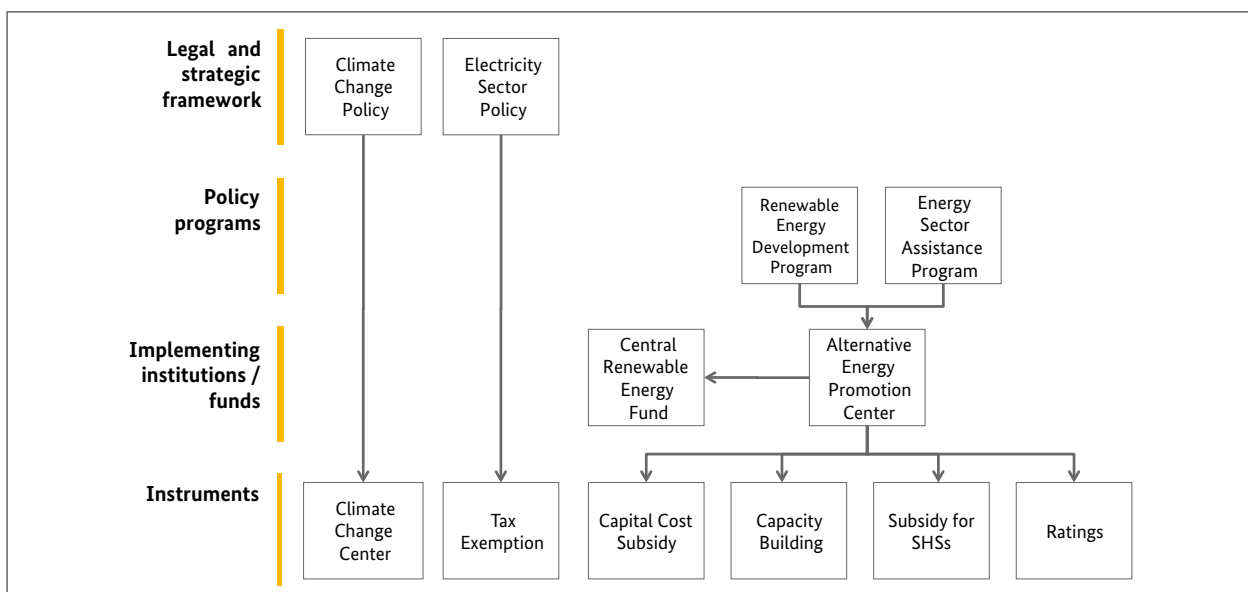 Legal and
strategic
framework
Climate
Change
Policy
Electricity
Sector
Policy
Policy
programs
Renewable
Energy
Development
Program
Energy
Sector
Assistance
Program
Implementing
institutions /
funds
Central
Renewable
Energy
Fund
Alternative
Energy
Promotion
Center
Instruments
Climate
Change
Center
Tax
Exemption
Capital Cost
Subsidy
Capacity
Building
Subsidy for
SHSs
Ratings